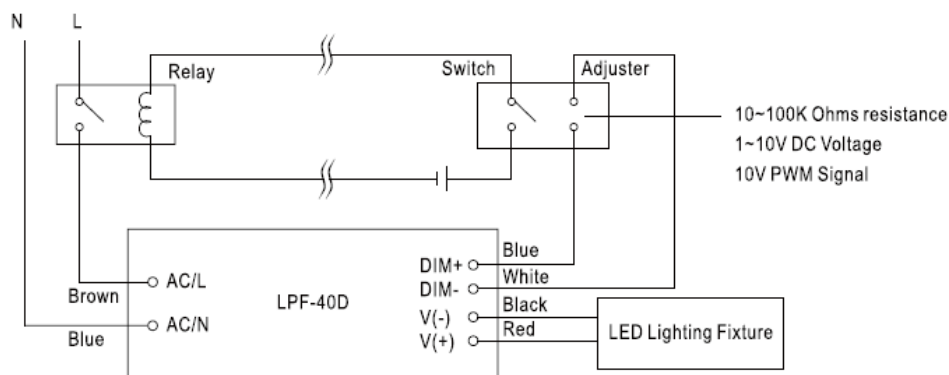 N L
Relay
Switch
Adjuster
10~100K Ohms resistance
1~10V DC Voltage
10V PWM Signal
Brown
Blue
AC/L
AC/N
LPF-40D
DIM+
DIM-
V(-)
V(+)
Blue
White
Black
Red
LED Lighting Fixture